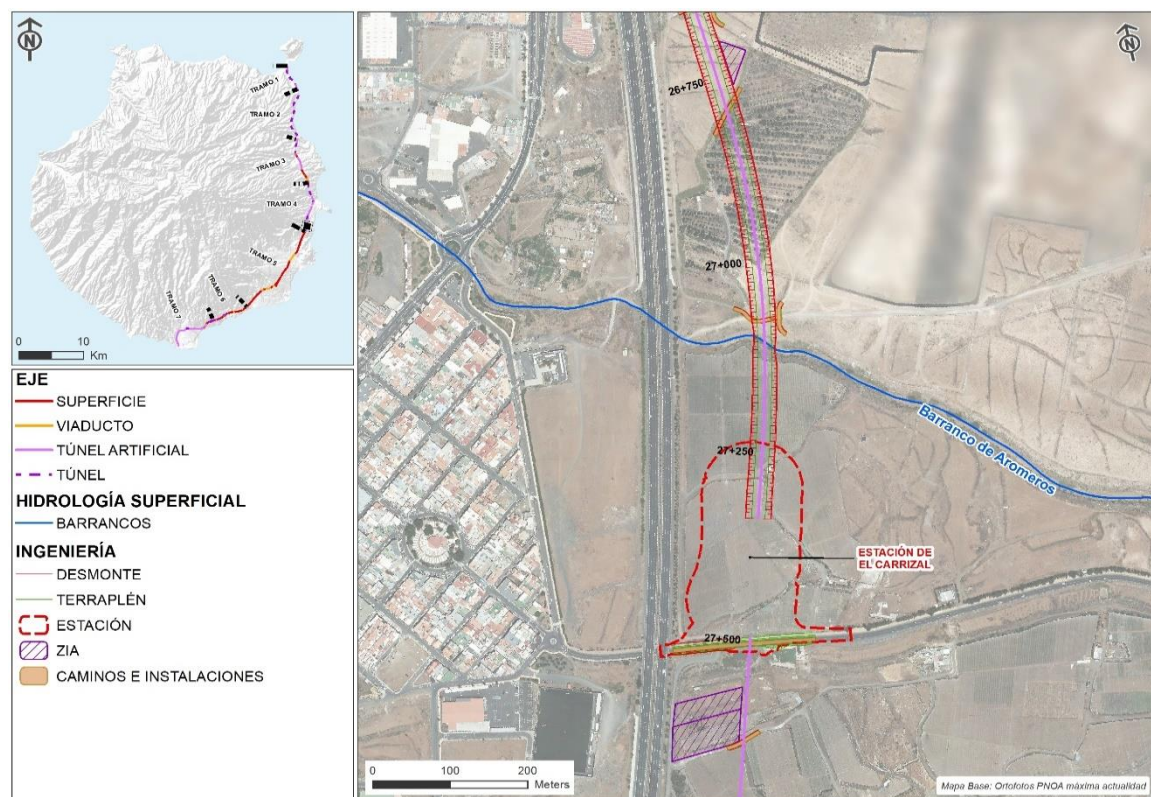 N
TRAMO 1
TRAMO 2
TRAMO 3
TRAMO 4
TRAMO 5
TRAMO 6
TRAMO 7
0 10
Km
EJE
SUPERFICIE
VIADUCTO
TÚNEL ARTIFICIAL
TÚNEL
HIDROLOGÍA SUPERFICIAL
BARRANCOS
INGENIERÍA
DESMONTE
TERRAPLÉN
ESTACIÓN
ZIA
CAMINOS E INSTALACIONES
N
26+750
27+000
Barranco de Aromeros
27+250
ESTACIÓN DE
EL CARRIZAL
27+500
0 100 200
Meters
Mapa Base: Ortofotos PNOA máxima actualidad